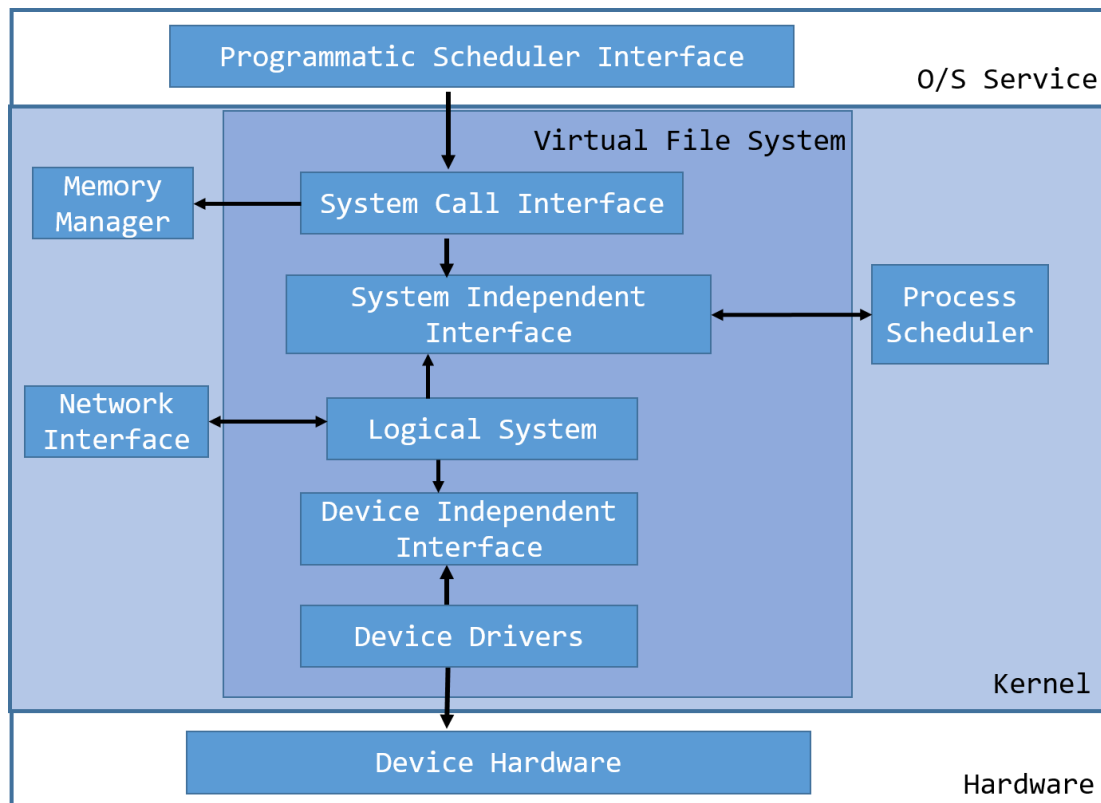 Programmatic Scheduler Interface
O/S Service
Virtual File System
Memory
Manager
System Call Interface
System Independent
Interface
Process
Scheduler
Network
Interface
Logical System
Device Independent
Interface
Device Drivers
Kernel
Device Hardware
Hardware